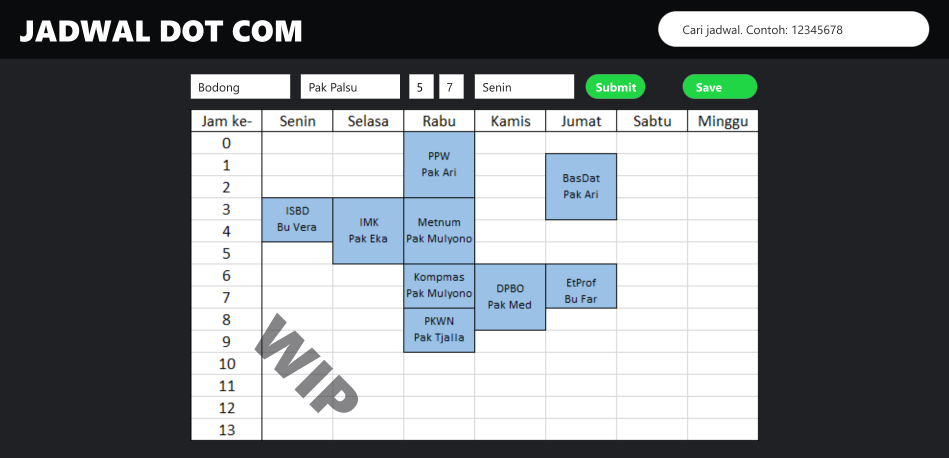 JADWAL DOT COM
Cari jadwal. Contoh: 12345678
Bodong
Pak Palsu
5
7
Senin
Submit
Save
Jam ke- Senin Selasa Rabu Kamis Jumat Sabtu Minggu
0
1
2
3
4
5
6
7
8
9
10
11
12
13
PPW
Pak Ari
BasDat
Pak Ari
ISBD
Bu Vera
IMK
Pak Eka
Metnum
Pak Mulyono
Kompmas
Pak Mulyono
DPBO
Pak Med
EtProf
Bu Far
PKWN
Pak Tjalla
WIP